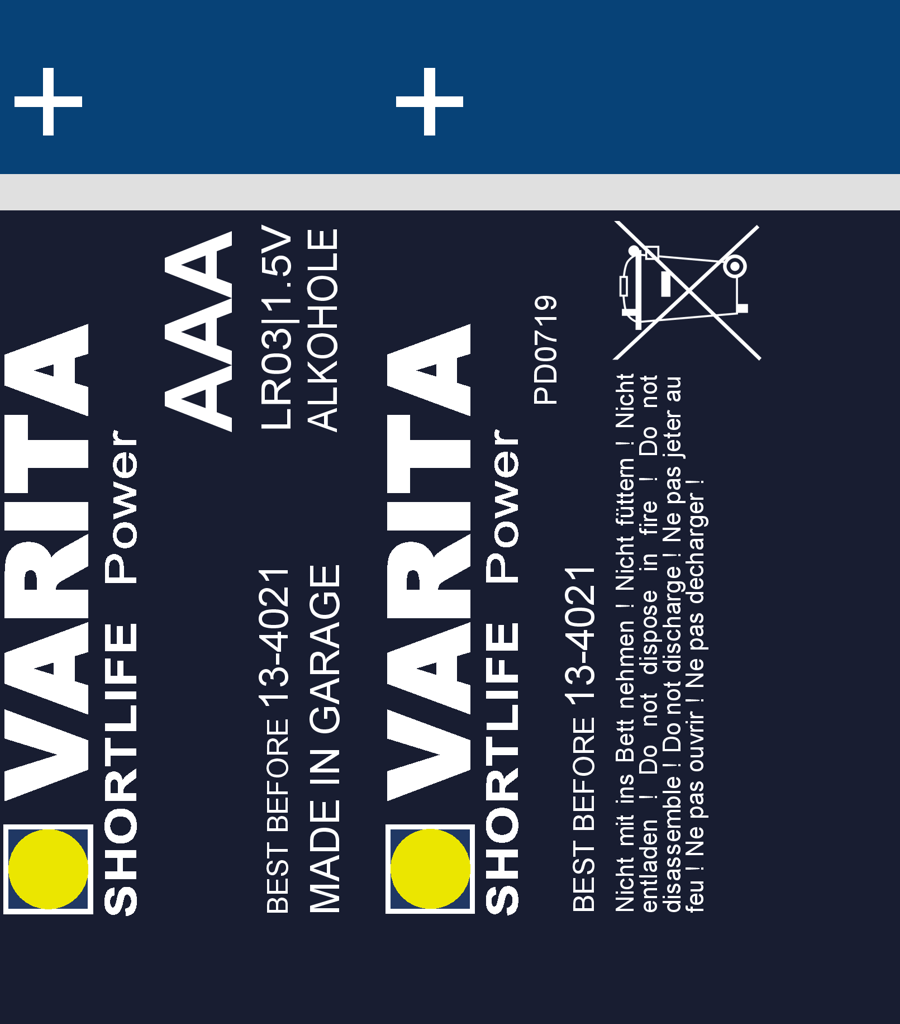 +
+
VARITA
SHORTLIFE Power
AAA
LR03|1.5V
ALKOHOLE
BEST BEFORE 13-4021
MADE IN GARAGE
VARITA
SHORTLIFE Power
PD0719
BEST BEFORE 13-4021
Nicht mit ins Bett nehmen ! Nicht füttern ! Nicht
entladen ! Do not dispose in fire ! Do not
disassemble ! Do not discharge ! Ne pas jeter au
feu ! Ne pas ouvrir ! Ne pas decharger !